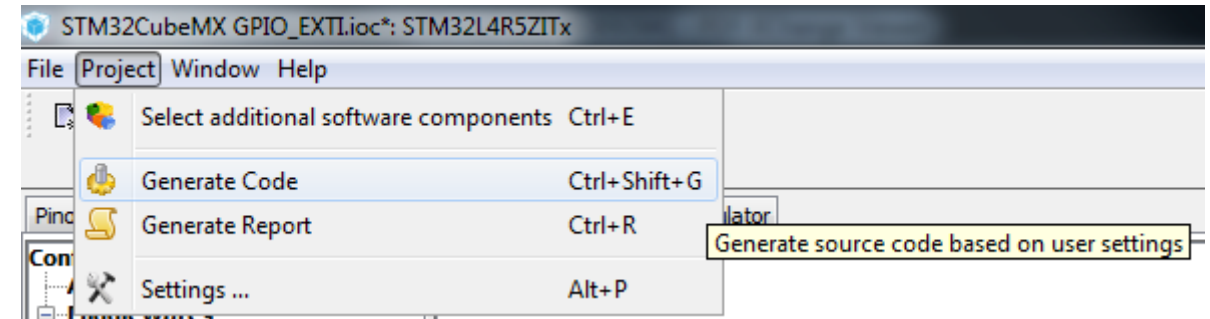 STM32CubeMX GPIO_EXTI.ioc*: STM32L4R5ZITx
File Project Window Help
Select additional software components Ctrl+E
Generate Code Ctrl+Shift+G
Generate Report Ctrl+R
Generate source code based on user settings
Settings ... Alt+P